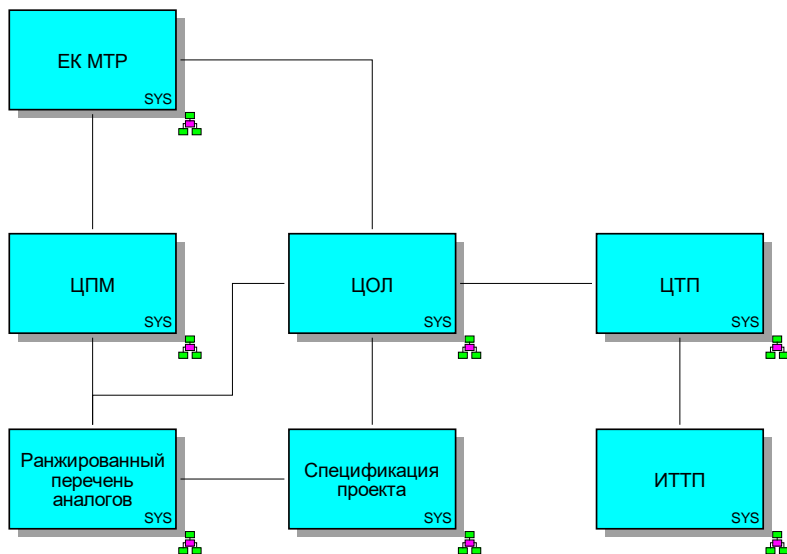 ЕК МТР
SYS
ЦПМ
SYS
ЦОЛ
SYS
ЦТП
SYS
Ранжированный
перечень
аналогов
SYS
Спецификация
проекта
SYS
ИТТП
SYS